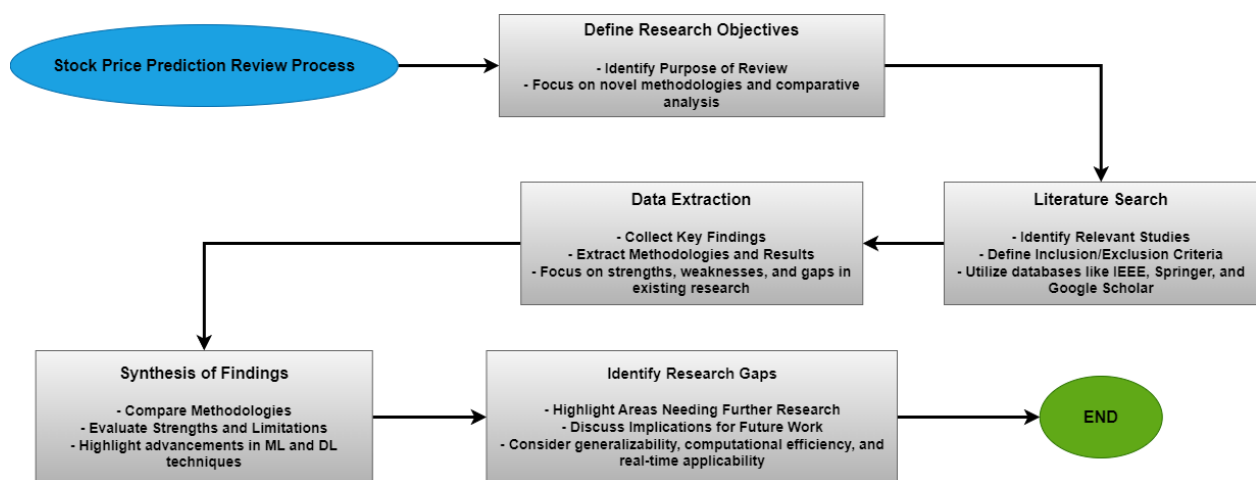 Stock Price Prediction Review Process
Define Research Objectives
- Identify Purpose of Review
- Focus on novel methodologies and comparative
analysis
Literature Search
- Identify Relevant Studies
- Define Inclusion/Exclusion Criteria
- Utilize databases like IEEE, Springer, and
Google Scholar
Data Extraction
- Collect Key Findings
- Extract Methodologies and Results
- Focus on strengths, weaknesses, and gaps in
existing research
Synthesis of Findings
- Compare Methodologies
- Evaluate Strengths and Limitations
- Highlight advancements in ML and DL
techniques
Identify Research Gaps
- Highlight Areas Needing Further Research
- Discuss Implications for Future Work
- Consider generalizability, computational efficiency, and
real-time applicability
END